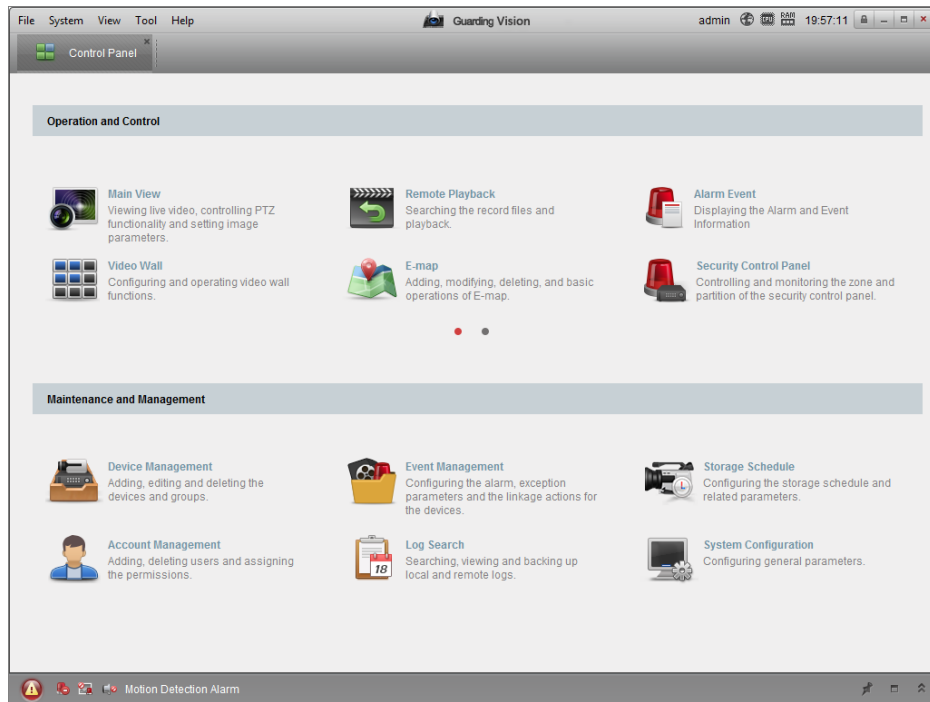 File System View Tool Help Guarding Vision admin CPU RAM 19:57:11
Control Panel
Operation and Control
Main View
Viewing live video, controlling PTZ
functionality and setting image
parameters.
Remote Playback
Searching the record files and
playback.
Alarm Event
Displaying the Alarm and Event
Information
Video Wall
Configuring and operating video wall
functions.
E-map
Adding, modifying, deleting, and basic
operations of E-map.
Security Control Panel
Controlling and monitoring the zone and
partition of the security control panel.
Maintenance and Management
Device Management
Adding, editing and deleting the
devices and groups.
Event Management
Configuring the alarm, exception
parameters and the linkage actions for
the devices.
Storage Schedule
Configuring the storage schedule and
related parameters.
Account Management
Adding, deleting users and assigning
the permissions.
18
Log Search
Searching, viewing and backing up
local and remote logs.
System Configuration
Configuring general parameters.
Motion Detection Alarm